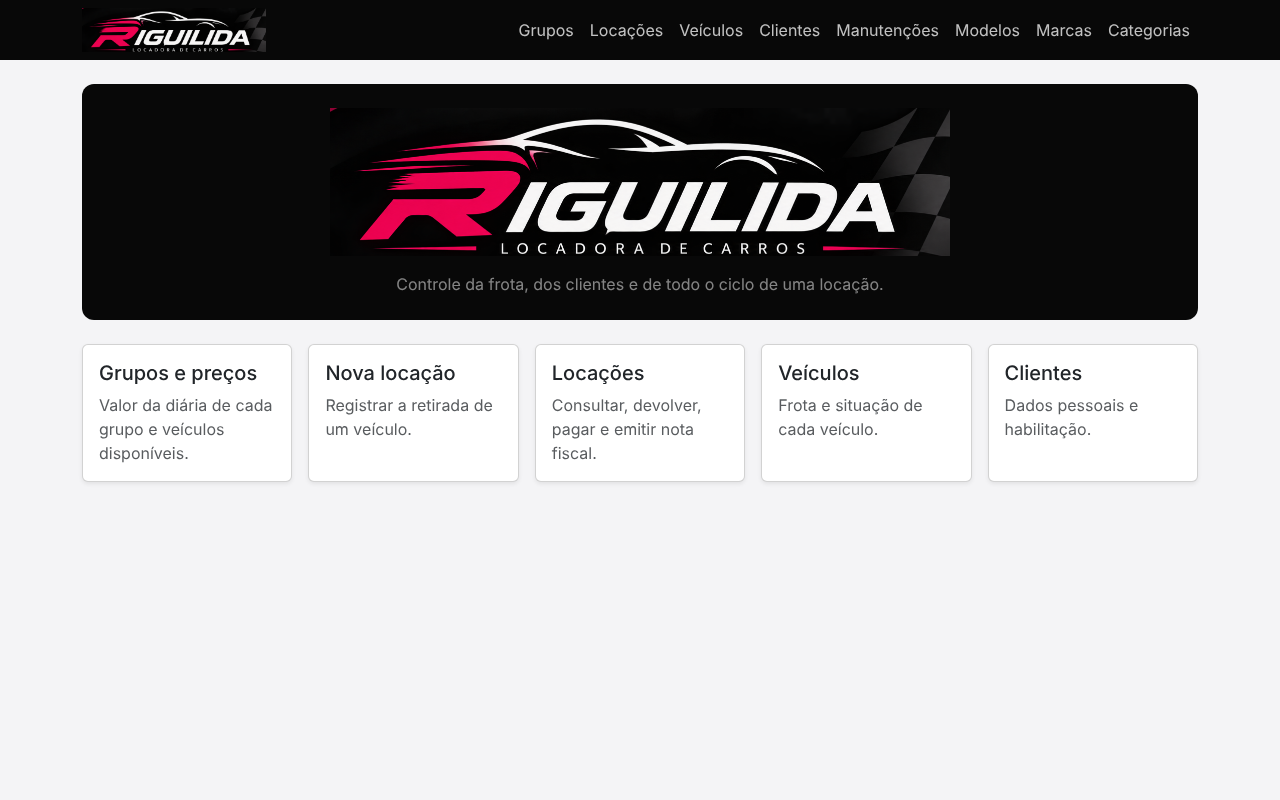 RIGUILIDA
LOCADORA DE CARROS
Grupos Locações Veículos Clientes Manutenções Modelos Marcas Categorias
RIGUILIDA
LOCADORA DE CARROS
Controle da frota, dos clientes e de todo o ciclo de uma locação.
Grupos e preços
Valor da diária de cada
grupo e veículos
disponíveis.
Nova locação
Registrar a retirada de
um veículo.
Locações
Consultar, devolver,
pagar e emitir nota
fiscal.
Veículos
Frota e situação de
cada veículo.
Clientes
Dados pessoais e
habilitação.